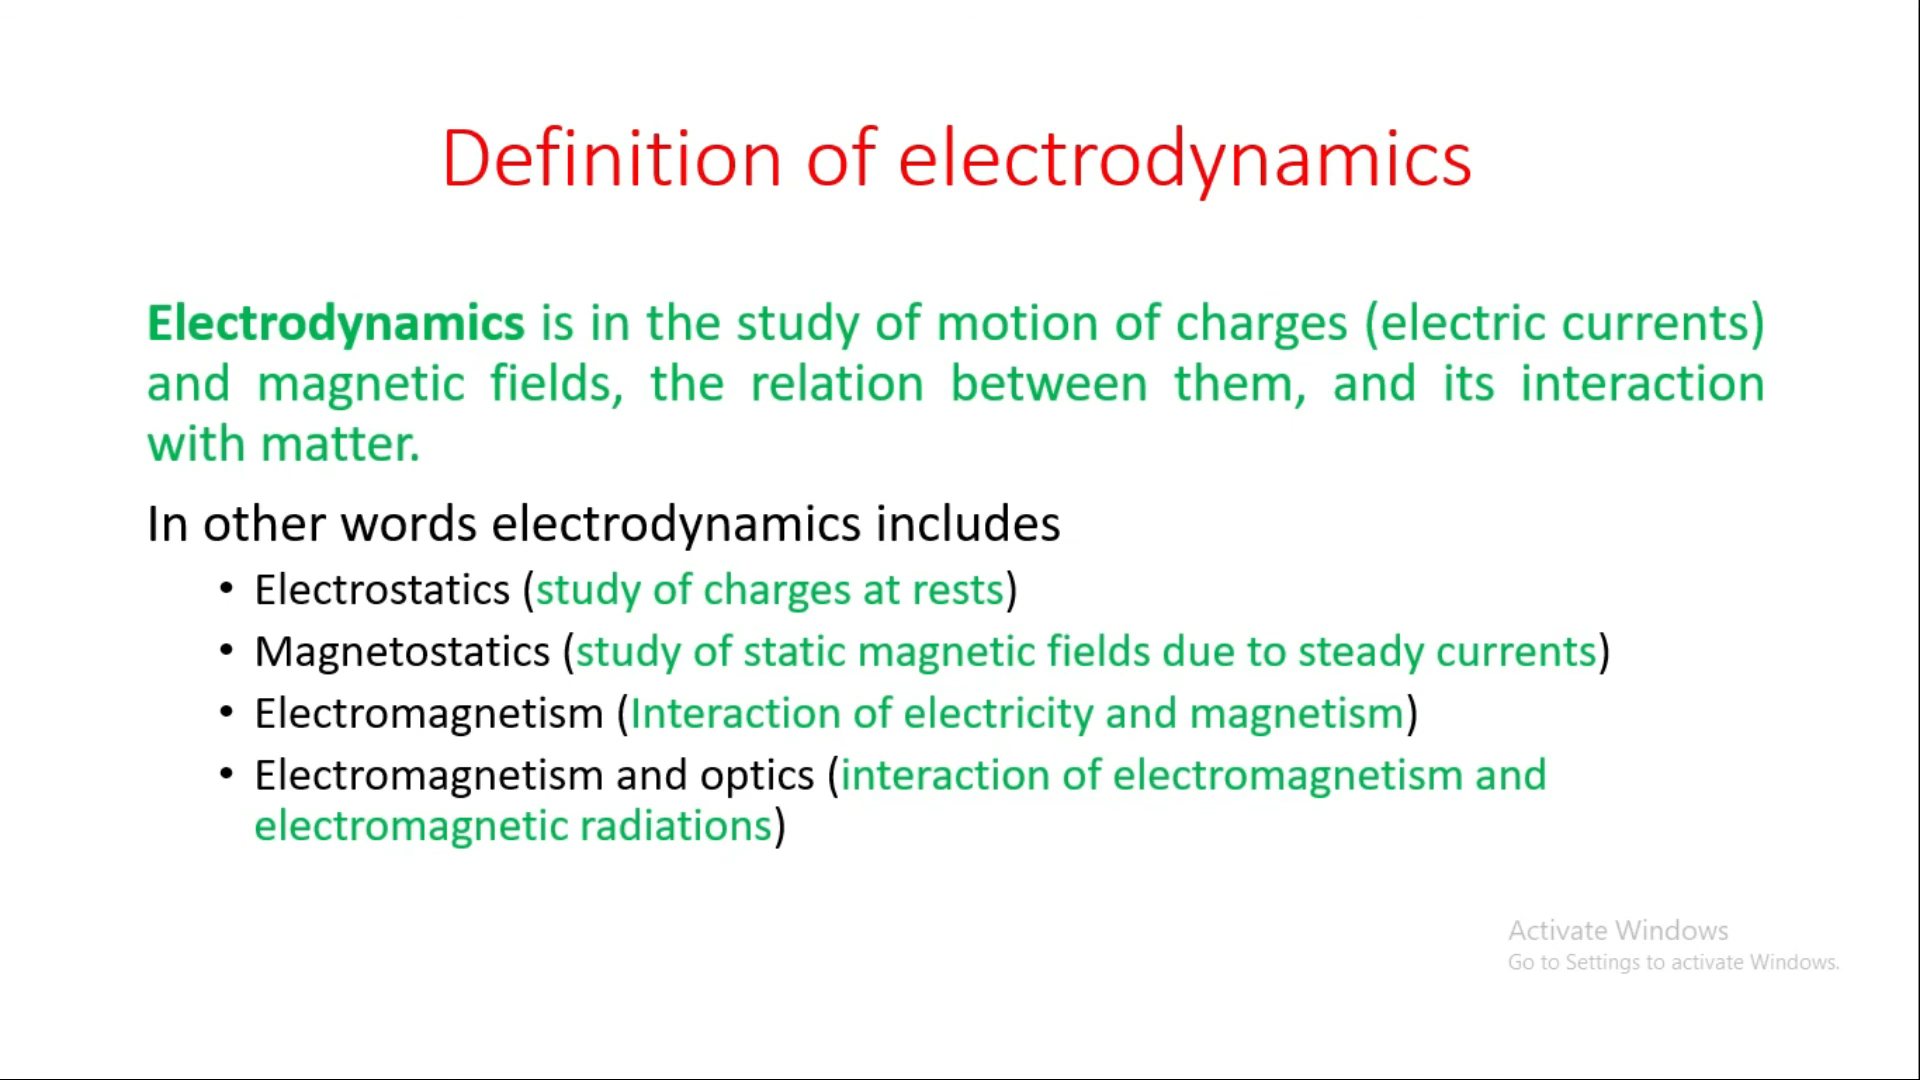 Definition of electrodynamics
Electrodynamics is in the study of motion of charges (electric currents)
and magnetic fields, the relation between them, and its interaction
with matter.
In other words electrodynamics includes
• Electrostatics (study of charges at rests)
• Magnetostatics (study of static magnetic fields due to steady currents)
• Electromagnetism (Interaction of electricity and magnetism)
• Electromagnetism and optics (interaction of electromagnetism and
electromagnetic radiations)
Activate Windows
Go to Settings to activate Windows.